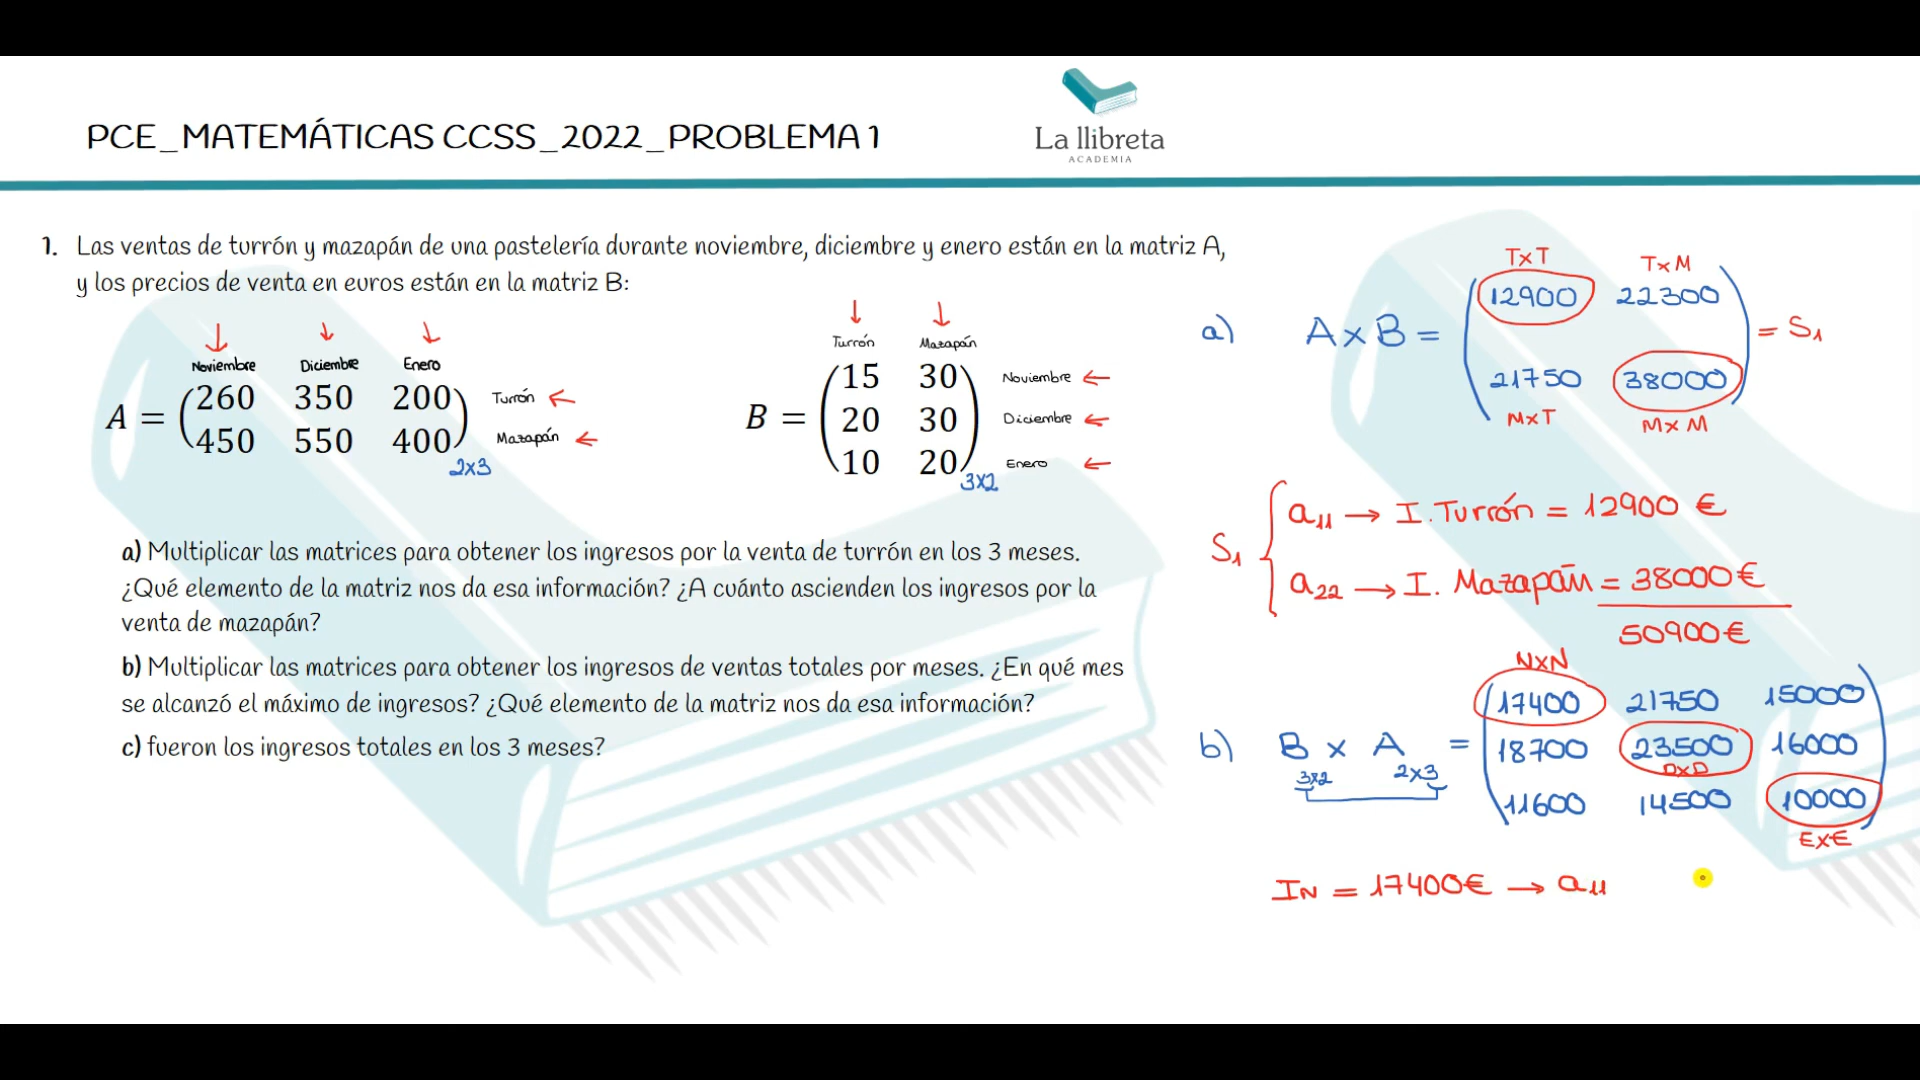 La llibreta
ACADEMIA
PCE_MATEMÁTICAS CCSS_2022_PROBLEMA 1
1. Las ventas de turrón y mazapán de una pastelería durante noviembre, diciembre y enero están en la matriz A,
y los precios de venta en euros están en la matriz B:
Noviembre Diciembre Enero
A = (260 350 200) Turrón
(450 550 400) Mazapán
2x3
Turrón Mazapán
B = (15 30) Noviembre
(20 30) Diciembre
(10 20) Enero
3x2
a) Multiplicar las matrices para obtener los ingresos por la venta de turrón en los 3 meses.
¿Qué elemento de la matriz nos da esa información? ¿A cuánto ascienden los ingresos por la
venta de mazapán?
b) Multiplicar las matrices para obtener los ingresos de ventas totales por meses. ¿En qué mes
se alcanzó el máximo de ingresos? ¿Qué elemento de la matriz nos da esa información?
c) fueron los ingresos totales en los 3 meses?
TxT TxM
12900 22300
a) A x B = = S1
21750 38000
MxT MxM
a11 → I. Turrón = 12900 €
S1
a22 → I. Mazapán = 38000 €
50900 €
NxN
17400 21750 15000
b) B x A = 18700 23500 16000
3x2 2x3 DxD
11600 14500 10000
ExE
IN = 17400€ → a11